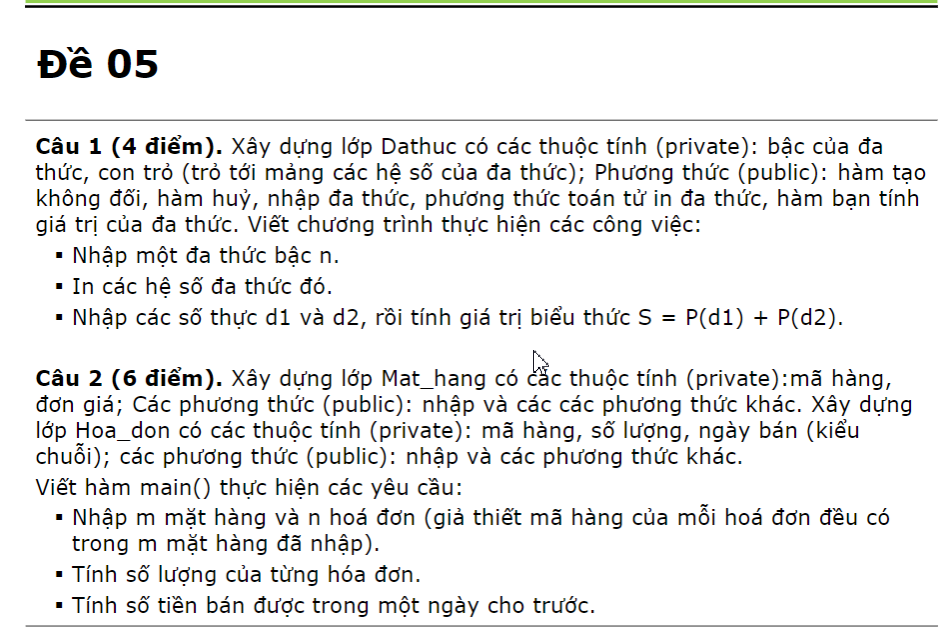 Đề 05
Câu 1 (4 điểm). Xây dựng lớp Dathuc có các thuộc tính (private): bậc của đa
thức, con trỏ (trỏ tới mảng các hệ số của đa thức); Phương thức (public): hàm tạo
không đối, hàm huỷ, nhập đa thức, phương thức toán tử in đa thức, hàm bạn tính
giá trị của đa thức. Viết chương trình thực hiện các công việc:
▪ Nhập một đa thức bậc n.
▪ In các hệ số đa thức đó.
▪ Nhập các số thực d1 và d2, rồi tính giá trị biểu thức S = P(d1) + P(d2).
Câu 2 (6 điểm). Xây dựng lớp Mat_hang có các thuộc tính (private):mã hàng,
đơn giá; Các phương thức (public): nhập và các các phương thức khác. Xây dựng
lớp Hoa_don có các thuộc tính (private): mã hàng, số lượng, ngày bán (kiểu
chuỗi); các phương thức (public): nhập và các phương thức khác.
Viết hàm main() thực hiện các yêu cầu:
▪ Nhập m mặt hàng và n hoá đơn (giả thiết mã hàng của mỗi hoá đơn đều có
trong m mặt hàng đã nhập).
▪ Tính số lượng của từng hóa đơn.
▪ Tính số tiền bán được trong một ngày cho trước.